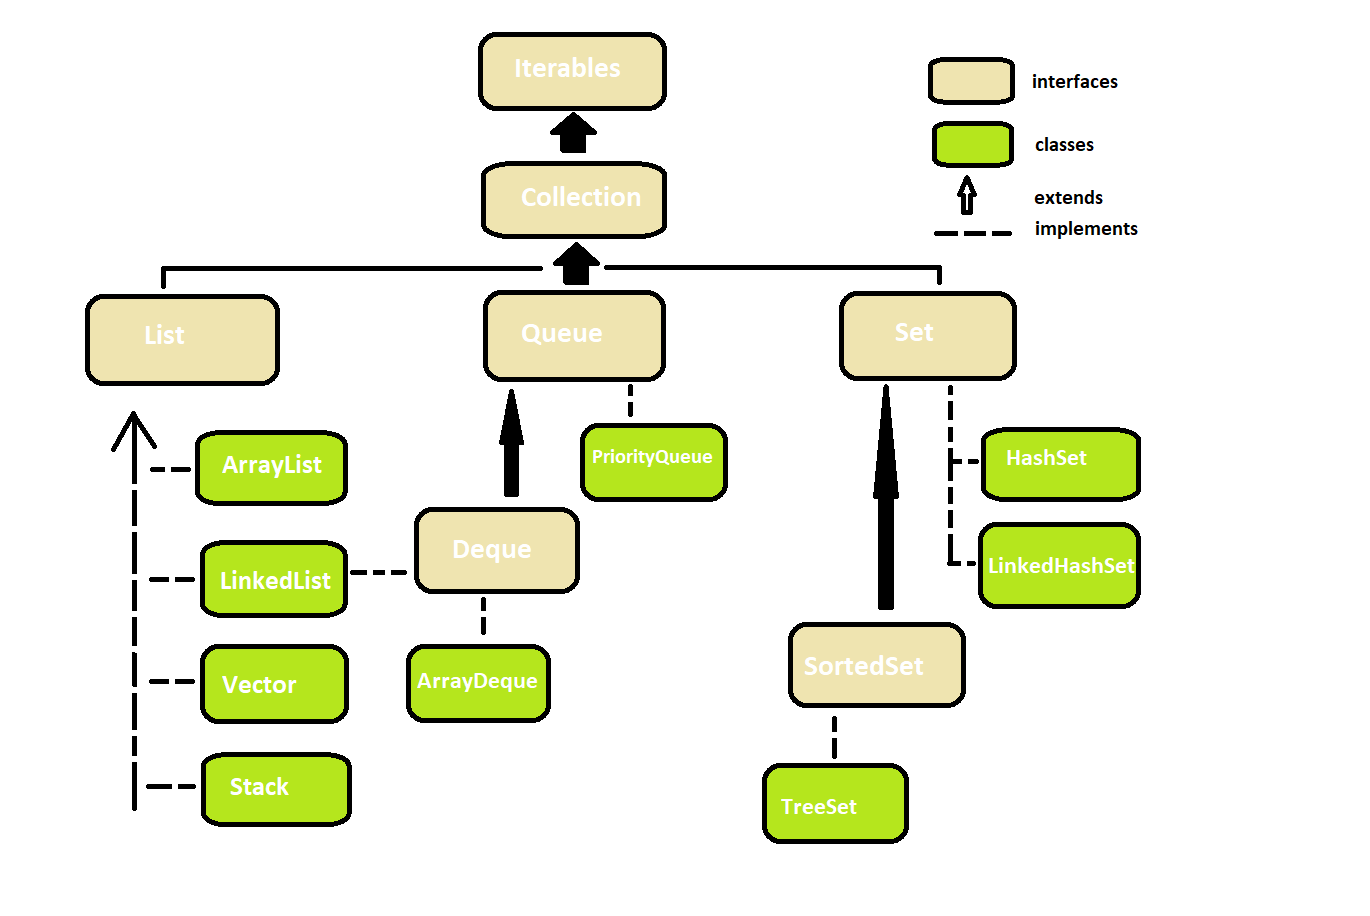 Iterables
interfaces
classes
Collection
extends
implements
List
Queue
Set
ArrayList
PriorityQueue
HashSet
Deque
LinkedList
LinkedHashSet
Vector
ArrayDeque
SortedSet
Stack
TreeSet